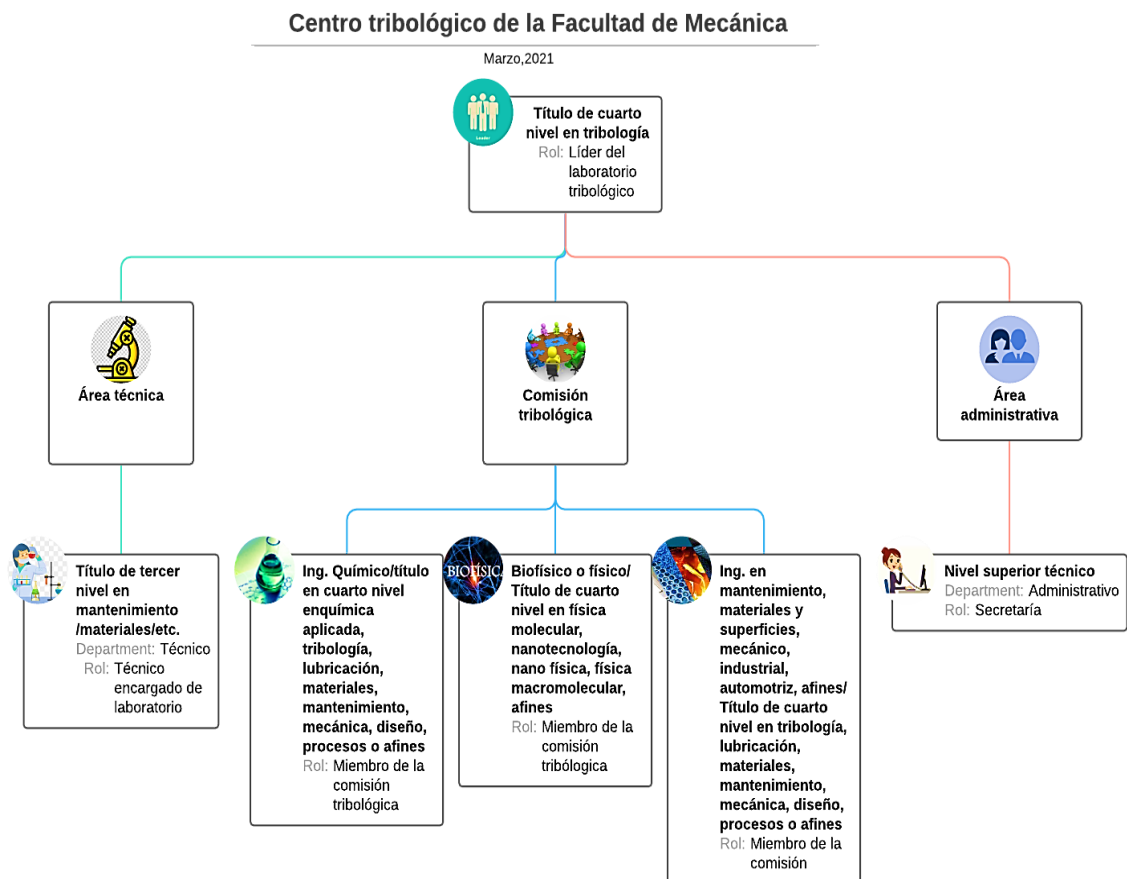 Centro tribológico de la Facultad de Mecánica
Marzo,2021
Leader
Título de cuarto
nivel en tribología
Rol: Líder del
laboratorio
tribológico
Área técnica
Comisión
tribológica
Área
administrativa
Título de tercer
nivel en
mantenimiento
/materiales/etc.
Department: Técnico
Rol: Técnico
encargado de
laboratorio
Ing. Químico/título
en cuarto nivel
enquímica
aplicada,
tribología,
lubricación,
materiales,
mantenimiento,
mecánica, diseño,
procesos o afines
Rol: Miembro de la
comisión
tribológica
BIOFÍSIC
Biofísico o físico/
Título de cuarto
nivel en física
molecular,
nanotecnología,
nano física, física
macromolecular,
afines
Rol: Miembro de la
comisión
tribólogica
Ing. en
mantenimiento,
materiales y
superficies,
mecánico,
industrial,
automotriz, afines/
Título de cuarto
nivel en tribología,
lubricación,
materiales,
mantenimiento,
mecánica, diseño,
procesos o afines
Rol: Miembro de la
comisión
Nivel superior técnico
Department: Administrativo
Rol: Secretaría